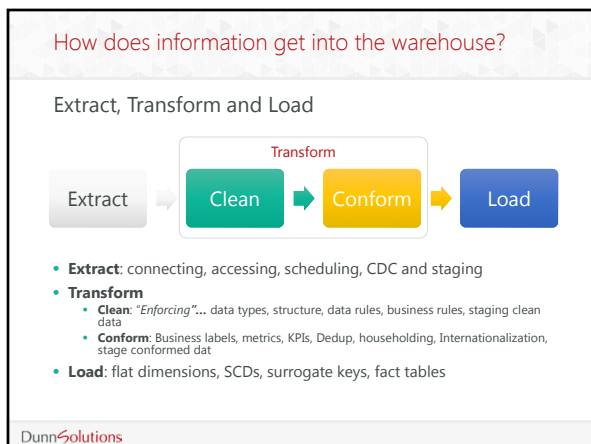 How does information get into the warehouse?
Extract, Transform and Load
Transform
Extract
Clean
Conform
Load
• Extract: connecting, accessing, scheduling, CDC and staging
• Transform
• Clean: "Enforcing"... data types, structure, data rules, business rules, staging clean
data
• Conform: Business labels, metrics, KPIs, Dedup, householding, Internationalization,
stage conformed dat
• Load: flat dimensions, SCDs, surrogate keys, fact tables
DunnSolutions